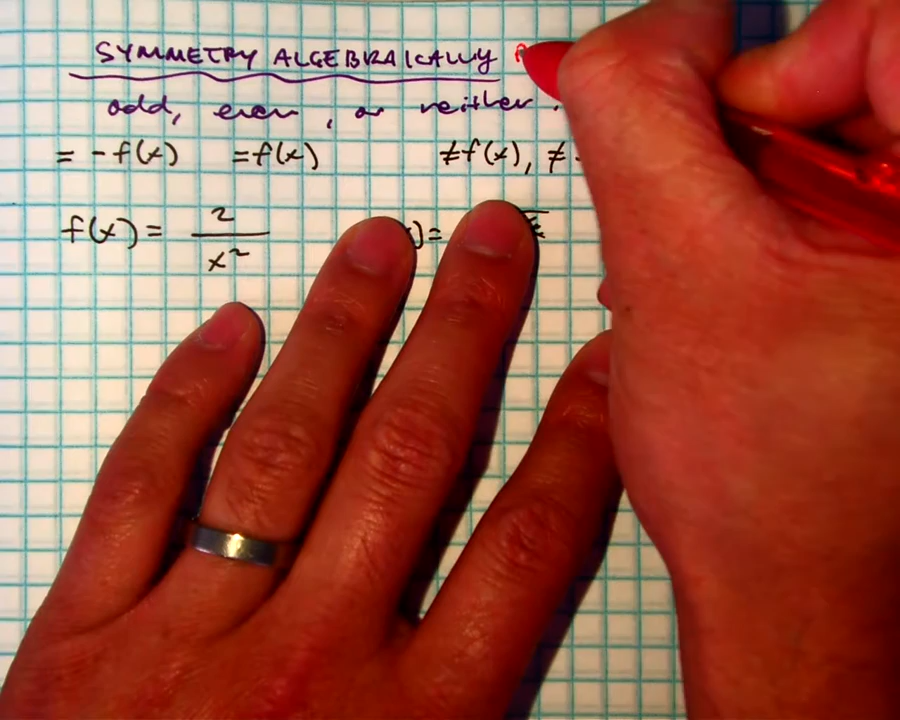 SYMMETRY ALGEBRAICALLY
odd, even, or neither.
= -f(x) =f(x) ≠f(x), ≠
f(x) = 2/x² )=